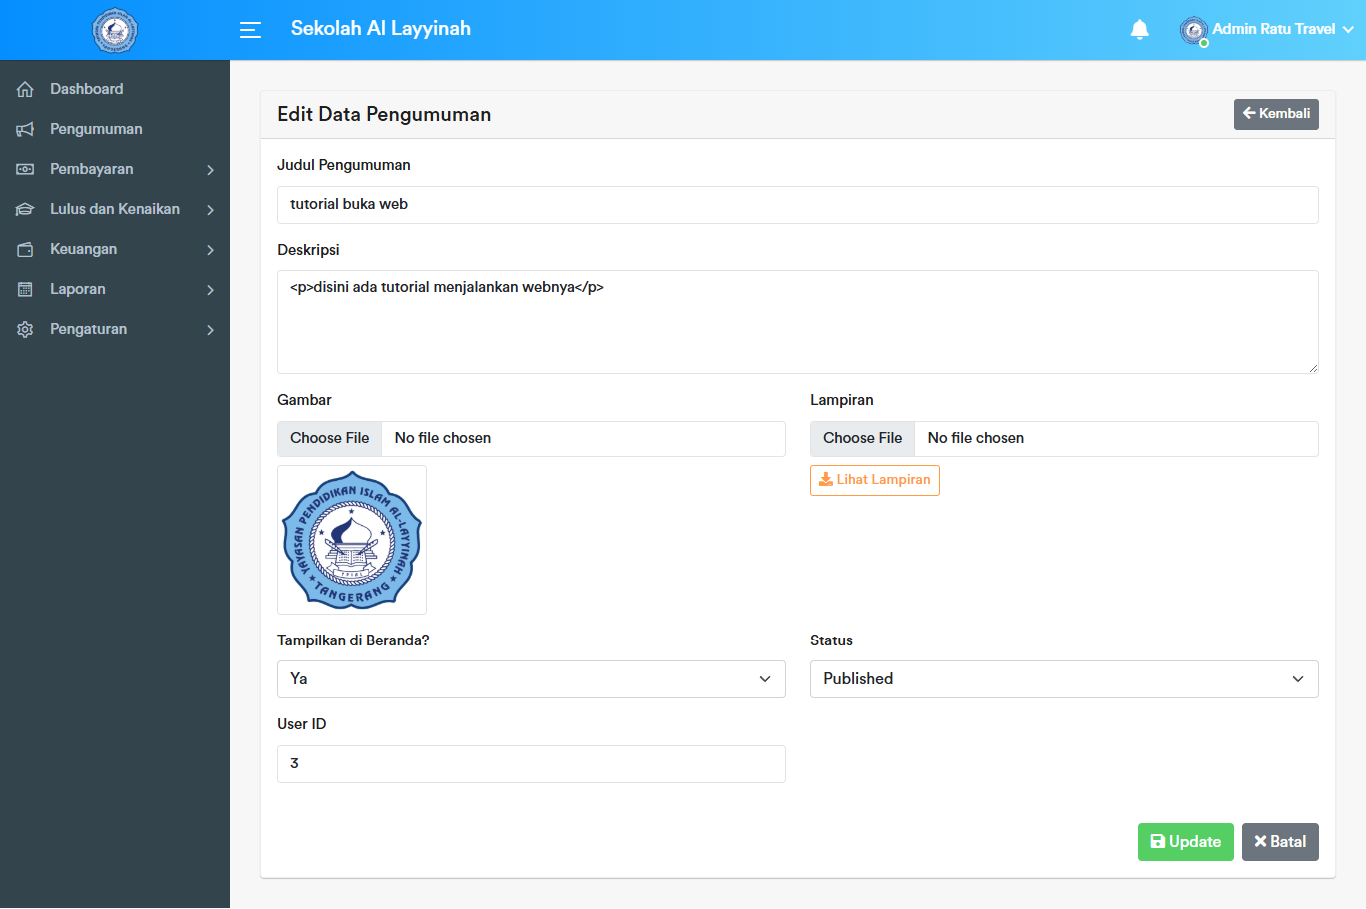 Sekolah Al Layyinah
Admin Ratu Travel
Dashboard
Pengumuman
Pembayaran
Lulus dan Kenaikan
Keuangan
Laporan
Pengaturan
Edit Data Pengumuman
Kembali
Judul Pengumuman
tutorial buka web
Deskripsi
<p>disini ada tutorial menjalankan webnya</p>
Gambar
Lampiran
Choose File No file chosen
Choose File No file chosen
Lihat Lampiran
YAYASAN PENDIDIKAN ISLAM AL-LAYYINAH
TANGERANG
Tampilkan di Beranda?
Status
Ya
Published
User ID
3
Update
Batal